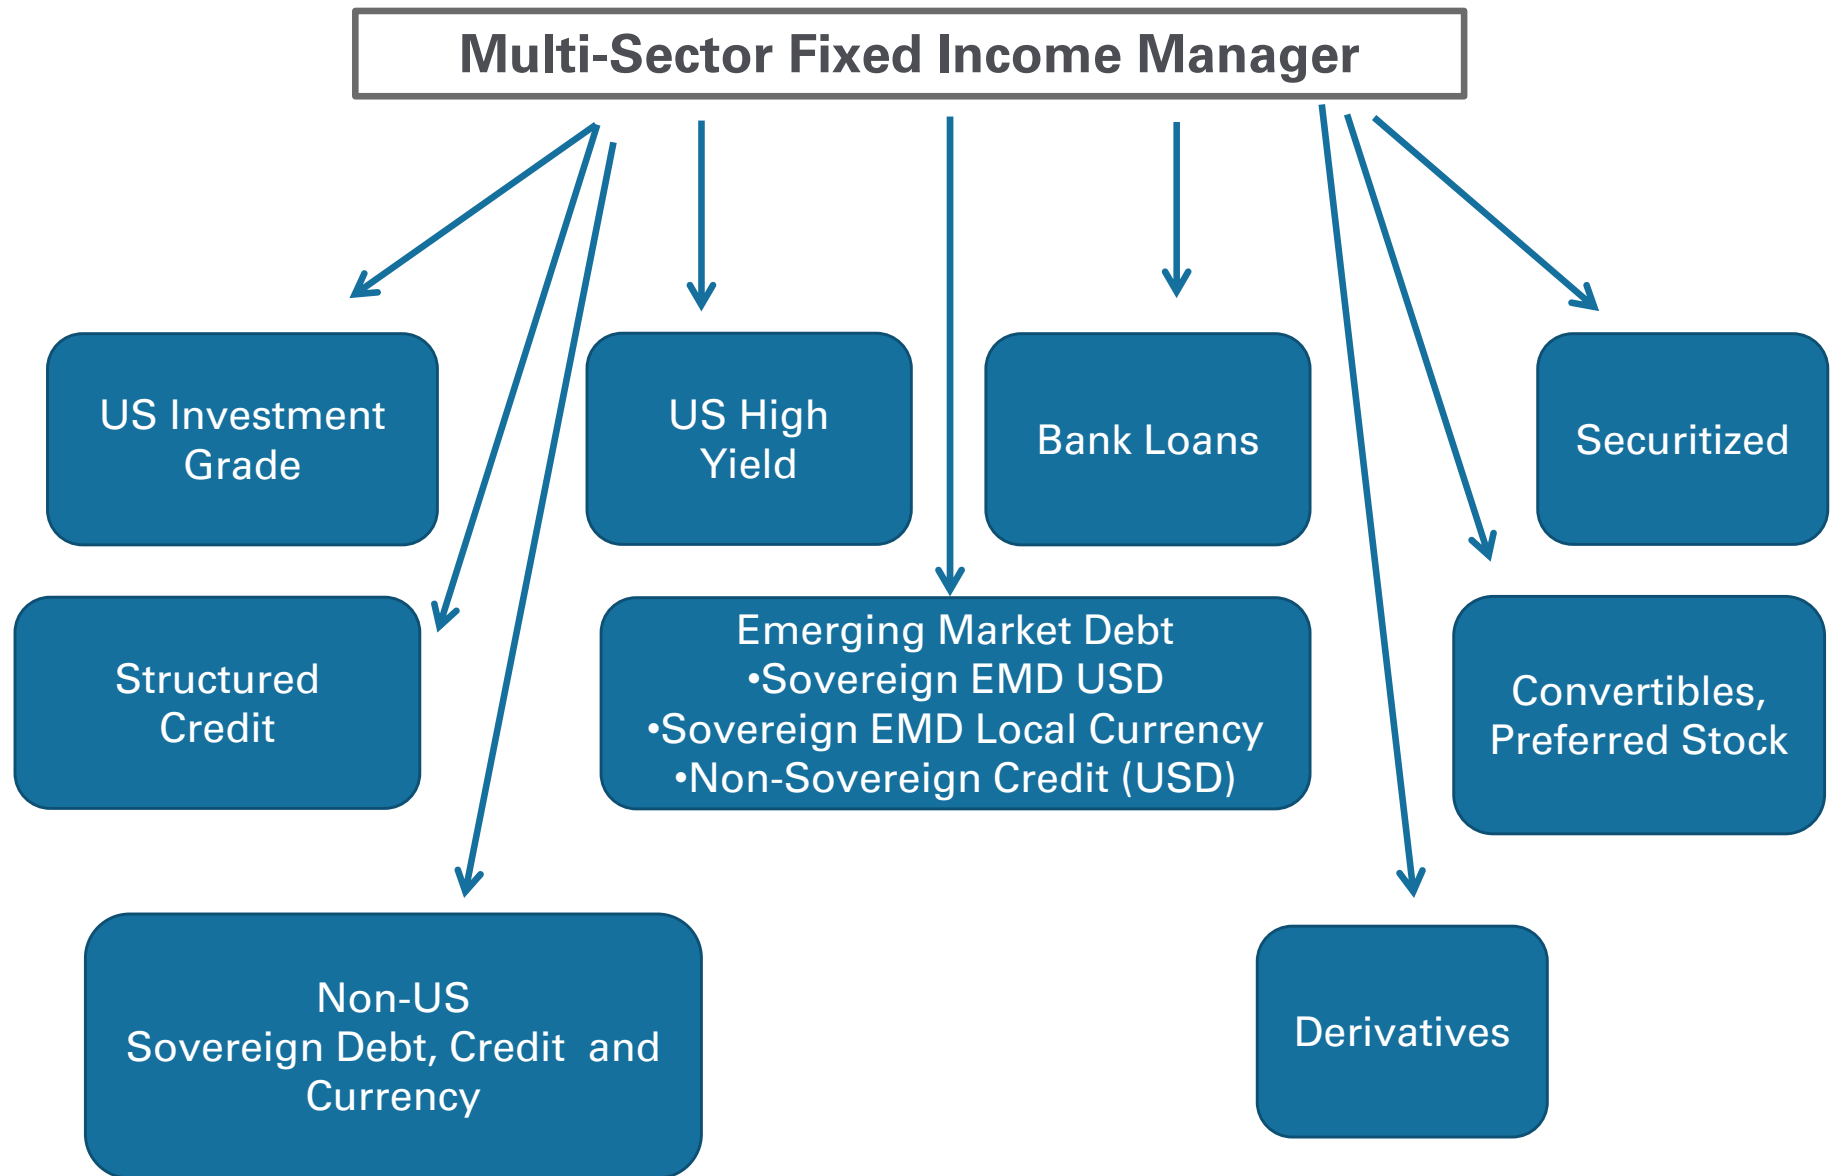 Multi-Sector Fixed Income Manager
US Investment
Grade
US High
Yield
Bank Loans
Securitized
Structured
Credit
Emerging Market Debt
•Sovereign EMD USD
•Sovereign EMD Local Currency
•Non-Sovereign Credit (USD)
Convertibles,
Preferred Stock
Non-US
Sovereign Debt, Credit  and
Currency
Derivatives